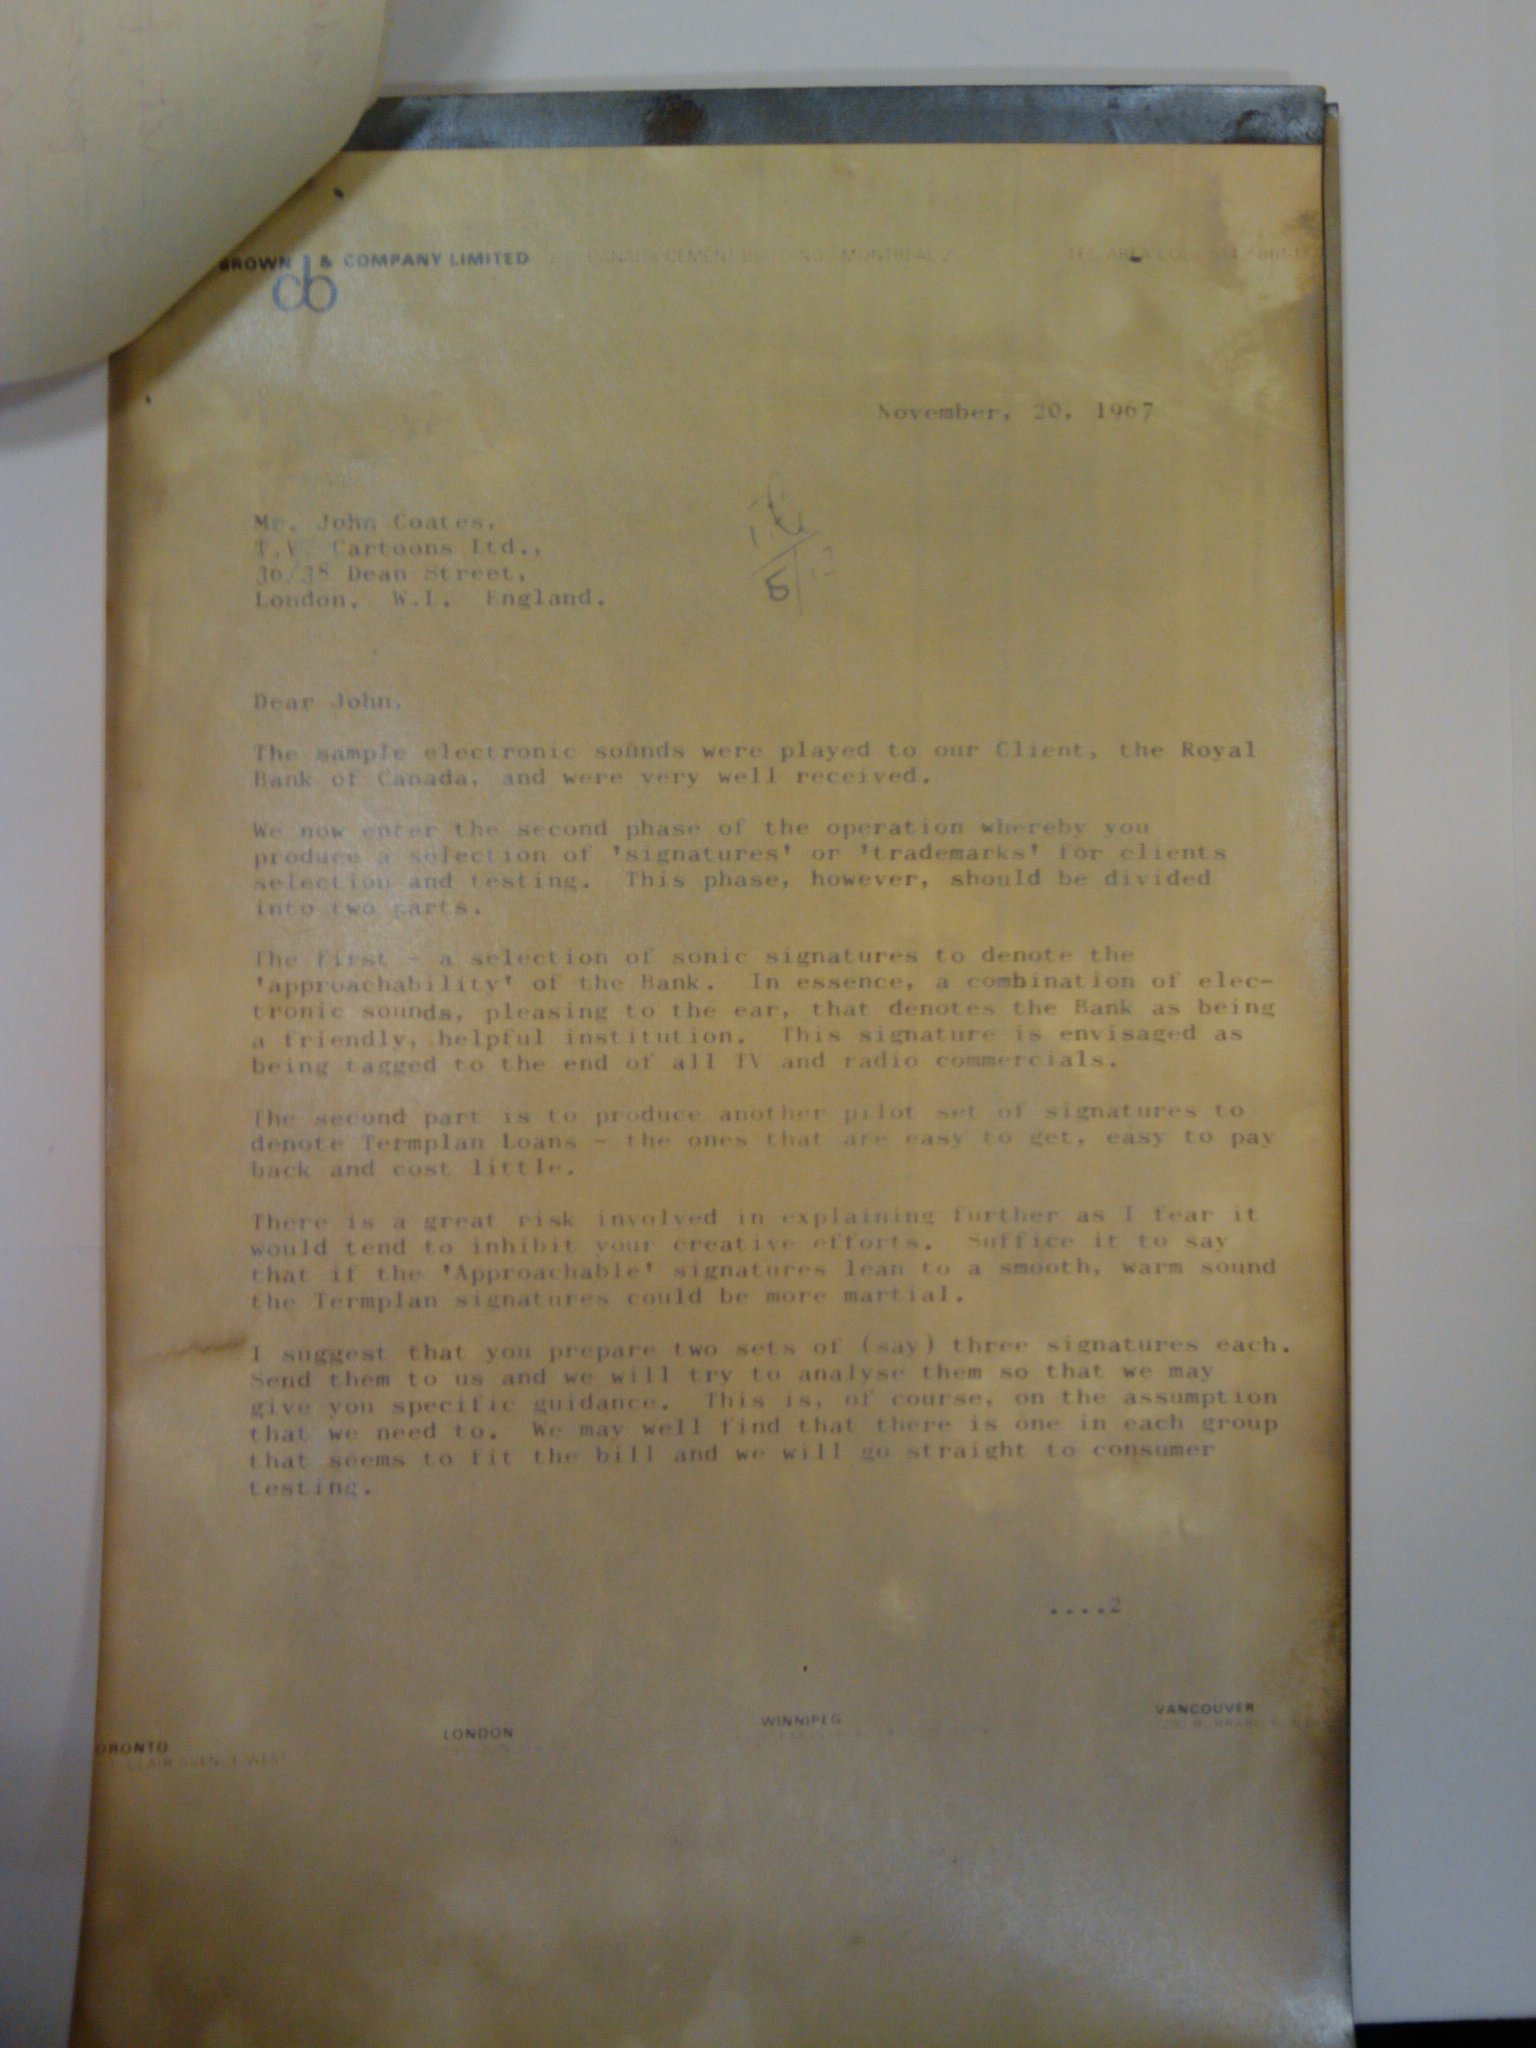 BROWN & COMPANY LIMITED CANADA CEMENT BUILDING MONTREAL 2 TEL. AREA CODE 514
cb
November, 20, 1967
Mr. John Coates,
T.V. Cartoons Ltd.,
36/38 Dean Street,
London. W.1. England.
6
Dear John,
The sample electronic sounds were played to our Client, the Royal
Bank of Canada, and were very well received.
We now enter the second phase of the operation whereby you
produce a selection of 'signatures' or 'trademarks' for clients
selection and testing. This phase, however, should be divided
into two parts.
The first - a selection of sonic signatures to denote the
'approachability' of the Bank. In essence, a combination of elec-
tronic sounds, pleasing to the ear, that denotes the Bank as being
a friendly, helpful institution. This signature is envisaged as
being tagged to the end of all TV and radio commercials.
The second part is to produce another pilot set of signatures to
denote Termplan Loans - the ones that are easy to get, easy to pay
back and cost little.
There is a great risk involved in explaining further as I fear it
would tend to inhibit your creative efforts. Suffice it to say
that if the 'Approachable' signatures lean to a smooth, warm sound
the Termplan signatures could be more martial.
I suggest that you prepare two sets of (say) three signatures each.
Send them to us and we will try to analyse them so that we may
give you specific guidance. This is, of course, on the assumption
that we need to. We may well find that there is one in each group
that seems to fit the bill and we will go straight to consumer
testing.
....2
ORONTO LONDON WINNIPEG VANCOUVER